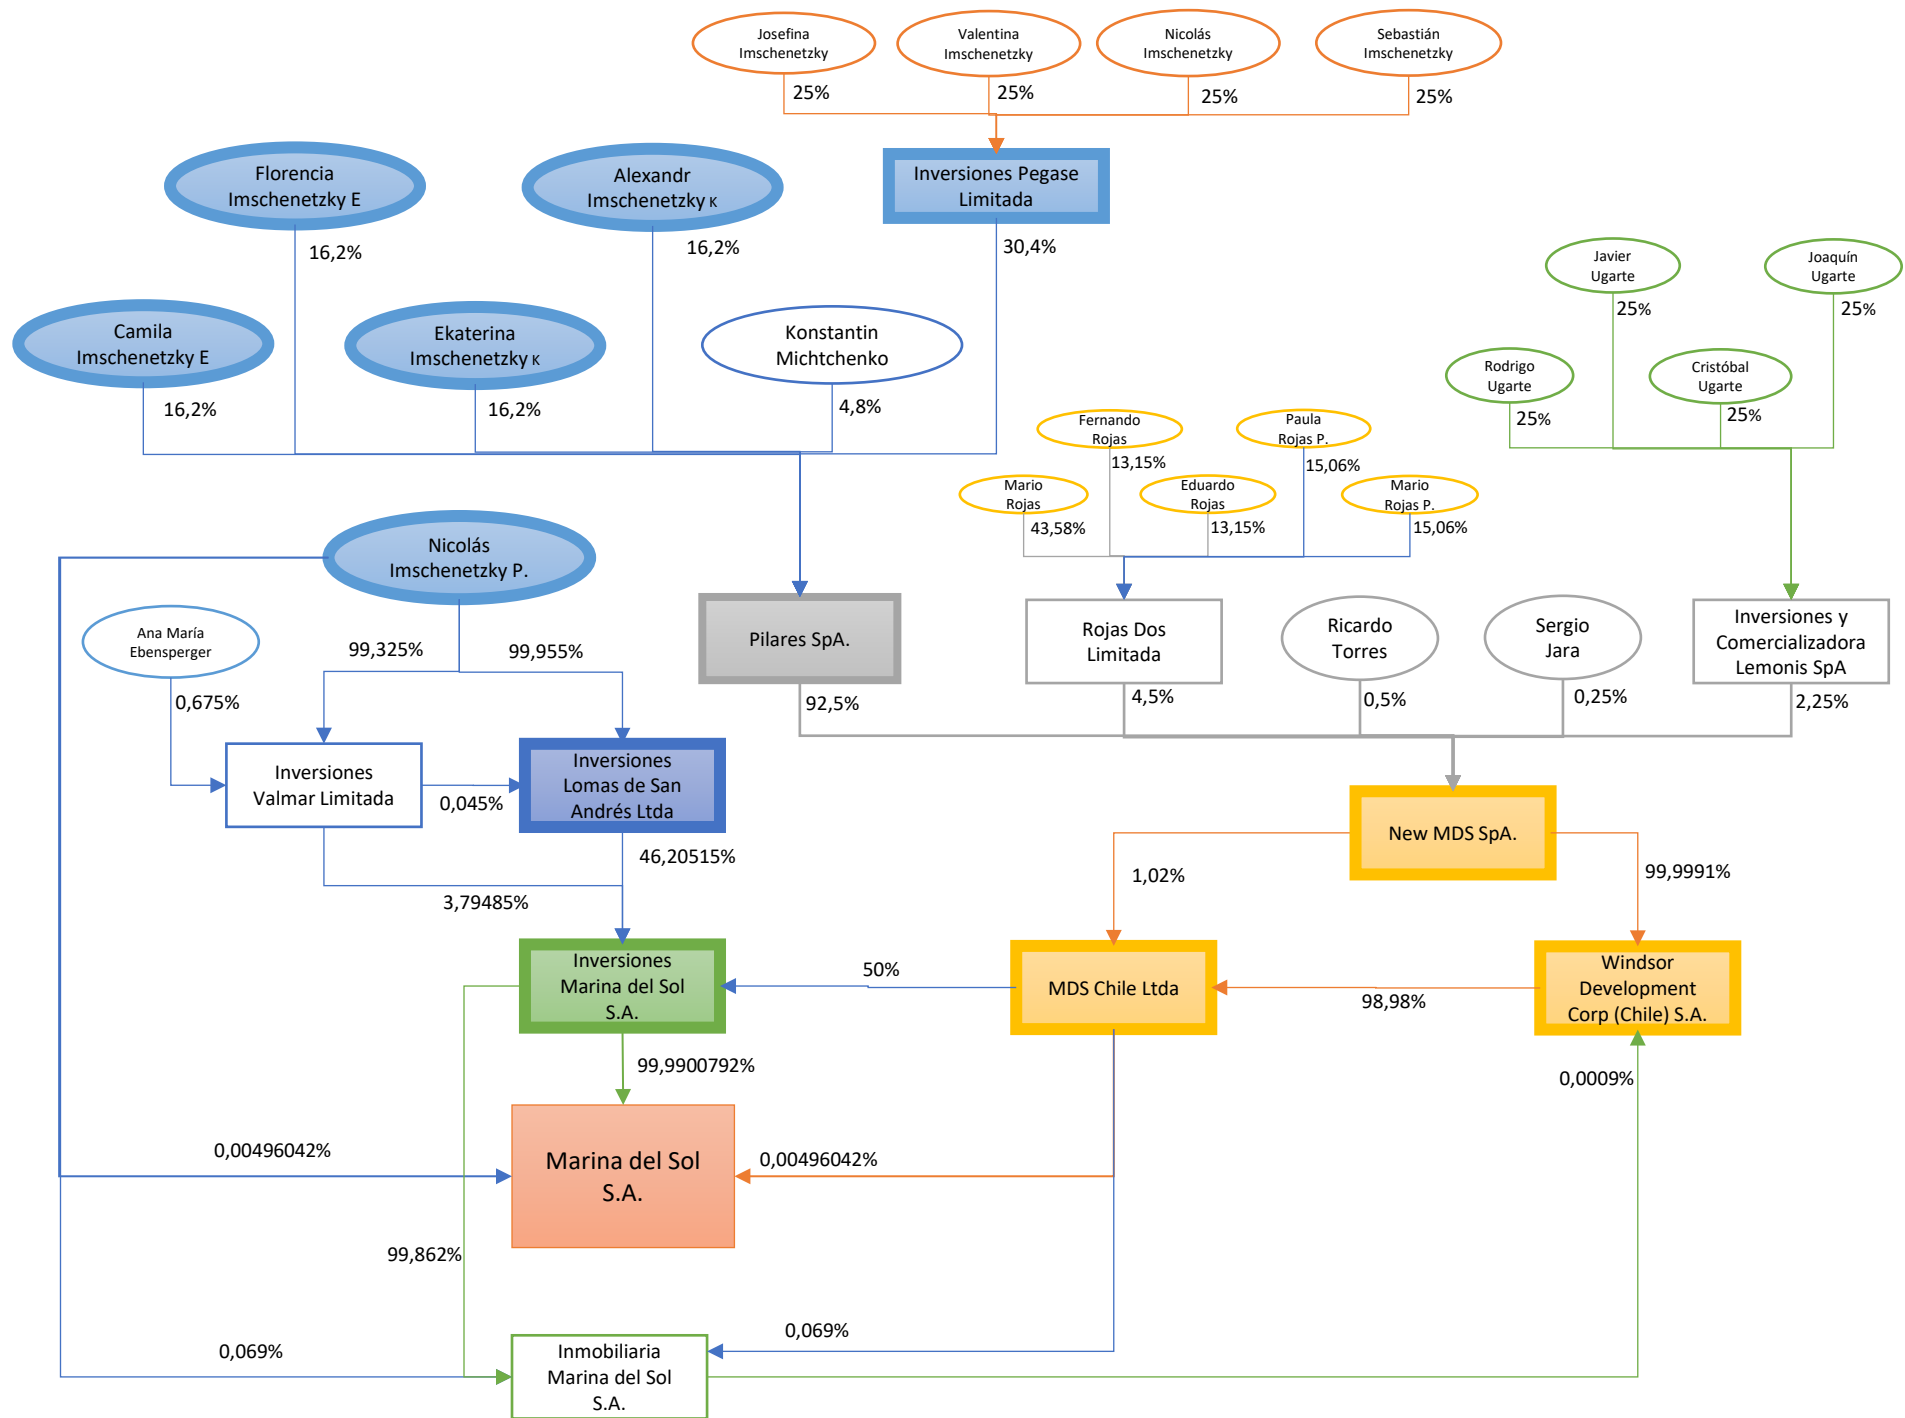 Josefina
Imschenetzky
Valentina
Imschenetzky
Nicolás
Imschenetzky
Sebastián
Imschenetzky
25%
25%
25%
25%
Florencia
Imschenetzky E
Alexandr
Imschenetzky K
Inversiones Pegase
Limitada
16,2%
16,2%
30,4%
Javier
Ugarte
Joaquín
Ugarte
25%
25%
Camila
Imschenetzky E
Ekaterina
Imschenetzky K
Konstantin
Michtchenko
16,2%
16,2%
4,8%
Rodrigo
Ugarte
Cristóbal
Ugarte
25%
25%
Fernando
Rojas
Paula
Rojas P.
13,15%
15,06%
Mario
Rojas
Eduardo
Rojas
Mario
Rojas P.
43,58%
13,15%
15,06%
Nicolás
Imschenetzky P.
Ana María
Ebensperger
99,325%
99,955%
0,675%
Pilares SpA.
Rojas Dos
Limitada
Ricardo
Torres
Sergio
Jara
Inversiones y
Comercializadora
Lemonis SpA
92,5%
4,5%
0,5%
0,25%
2,25%
Inversiones
Valmar Limitada
0,045%
Inversiones
Lomas de San
Andrés Ltda
New MDS SpA.
46,20515%
3,79485%
1,02%
99,9991%
Inversiones
Marina del Sol
S.A.
50%
MDS Chile Ltda
98,98%
Windsor
Development
Corp (Chile) S.A.
99,9900792%
0,0009%
0,00496042%
Marina del Sol
S.A.
0,00496042%
99,862%
0,069%
0,069%
Inmobiliaria
Marina del Sol
S.A.